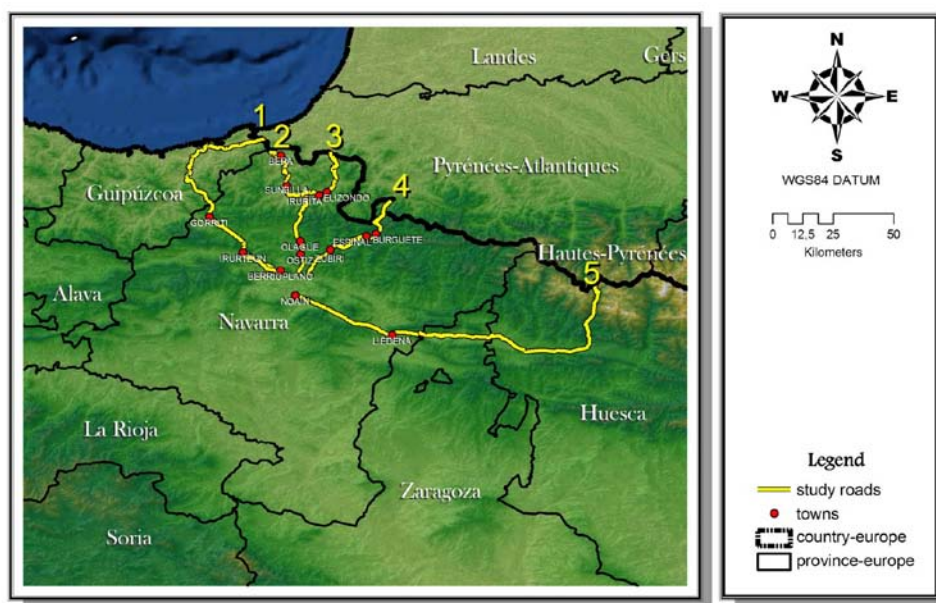 Landes
Gers
1
2
3
BERA
Pyrénées-Atlantiques
Guipúzcoa
SUNBILLA
ELIZONDO
IRURITA
4
GORRITI
OLAGUE
ESPINAL
BURGUETE
OSTIZ
ZUBIRI
IRURTZUN
Hautes-Pyrénées
BERRIOPLANO
5
Alava
NOAIN
Navarra
LIEDENA
Huesca
La Rioja
Zaragoza
Soria
N
W E
S
WGS84 DATUM
0 12,5 25 50
Kilometers
Legend
study roads
towns
country-europe
province-europe